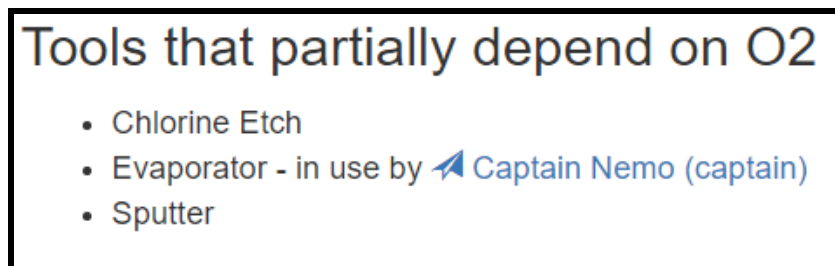 Tools that partially depend on O2
• Chlorine Etch
• Evaporator - in use by Captain Nemo (captain)
• Sputter